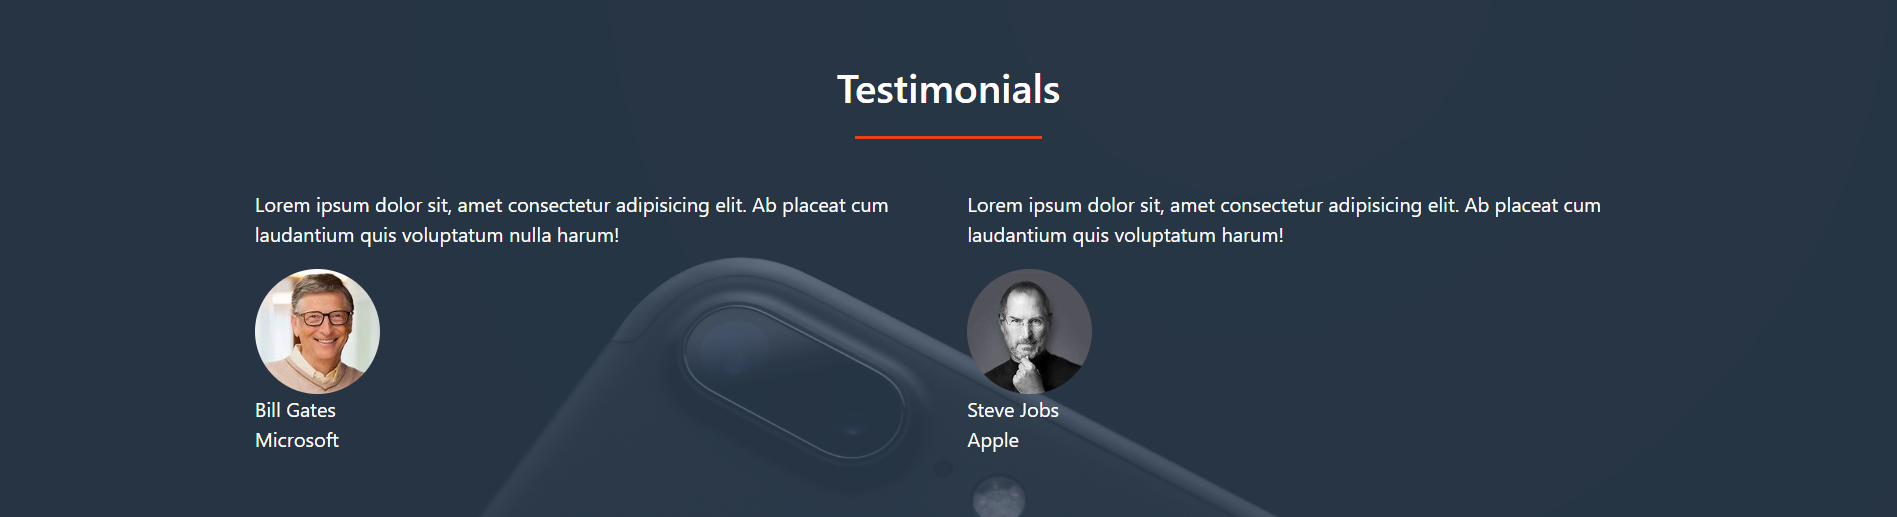 Testimonials
Lorem ipsum dolor sit, amet consectetur adipisicing elit. Ab placeat cum
laudantium quis voluptatum nulla harum!
Bill Gates
Microsoft
Lorem ipsum dolor sit, amet consectetur adipisicing elit. Ab placeat cum
laudantium quis voluptatum harum!
Steve Jobs
Apple